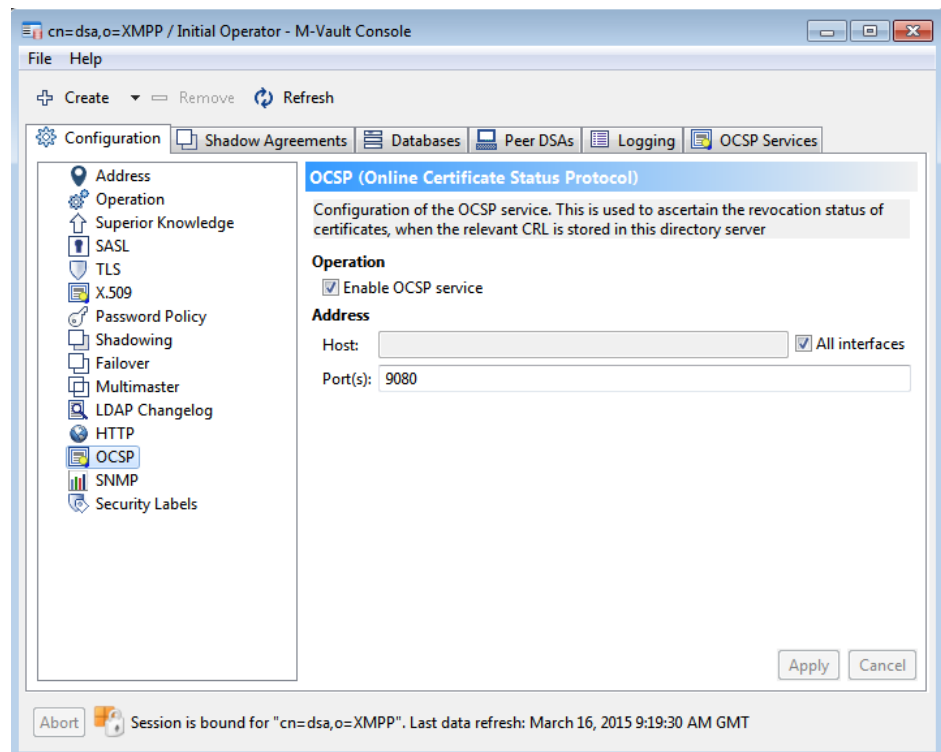 cn=dsa,o=XMPP / Initial Operator - M-Vault Console
File Help
Create Remove Refresh
Configuration Shadow Agreements Databases Peer DSAs Logging OCSP Services
Address
Operation
Superior Knowledge
SASL
TLS
X.509
Password Policy
Shadowing
Failover
Multimaster
LDAP Changelog
HTTP
OCSP
SNMP
Security Labels
OCSP (Online Certificate Status Protocol)
Configuration of the OCSP service. This is used to ascertain the revocation status of
certificates, when the relevant CRL is stored in this directory server
Operation
Enable OCSP service
Address
Host: All interfaces
Port(s): 9080
Apply Cancel
Abort Session is bound for "cn=dsa,o=XMPP". Last data refresh: March 16, 2015 9:19:30 AM GMT